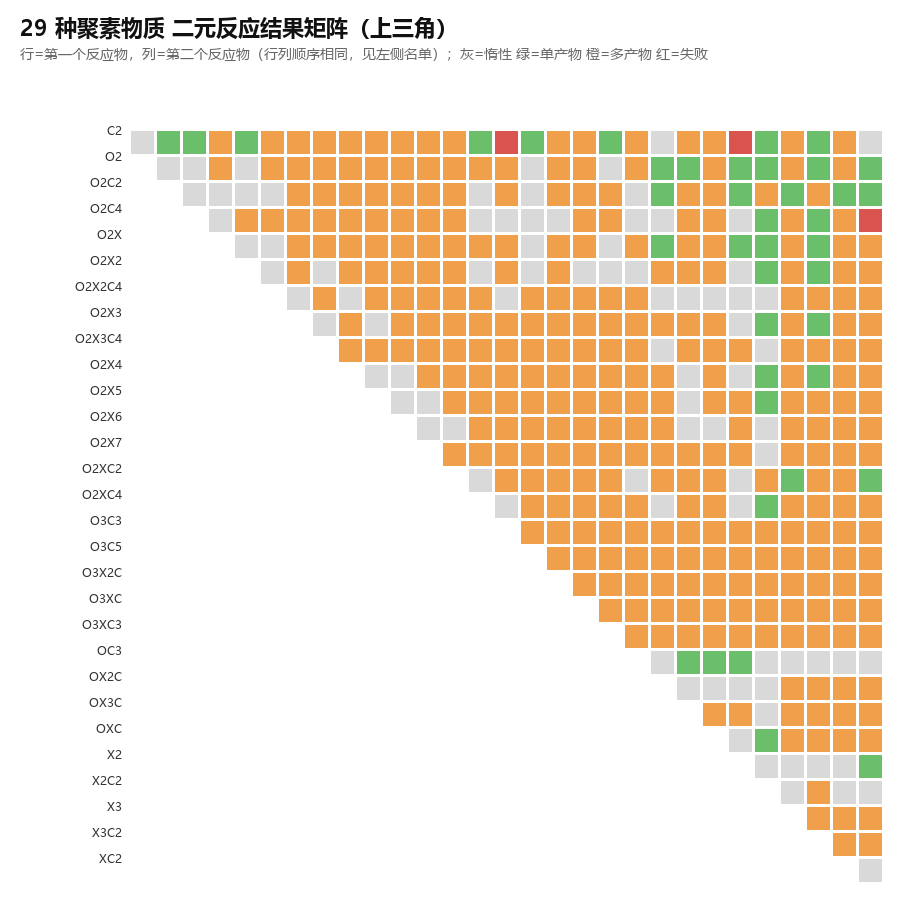 29 种聚素物质 二元反应结果矩阵（上三角）
行=第一个反应物，列=第二个反应物（行列顺序相同，见左侧名单）；灰=惰性 绿=单产物 橙=多产物 红=失败
C2
O2
O2C2
O2C4
O2X
O2X2
O2X2C4
O2X3
O2X3C4
O2X4
O2X5
O2X6
O2X7
O2XC2
O2XC4
O3C3
O3C5
O3X2C
O3XC
O3XC3
OC3
OX2C
OX3C
OXC
X2
X2C2
X3
X3C2
XC2